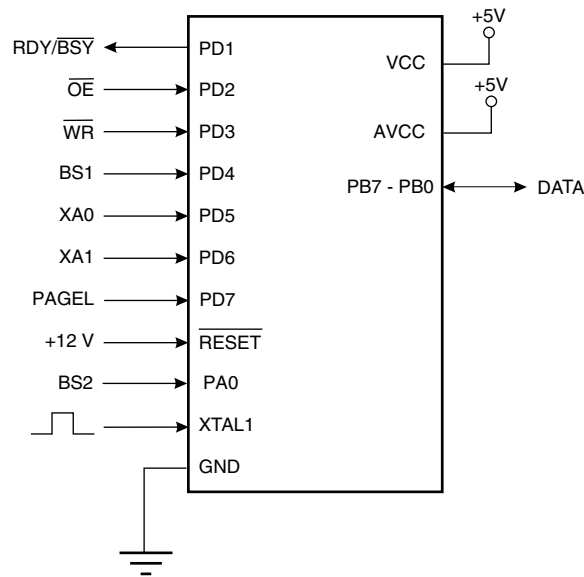 RDY/BSY PD1
OE PD2
WR PD3
BS1 PD4
XA0 PD5
XA1 PD6
PAGEL PD7
+12 V RESET
BS2 PA0
XTAL1
GND
+5V
VCC
+5V
AVCC
PB7 - PB0 DATA